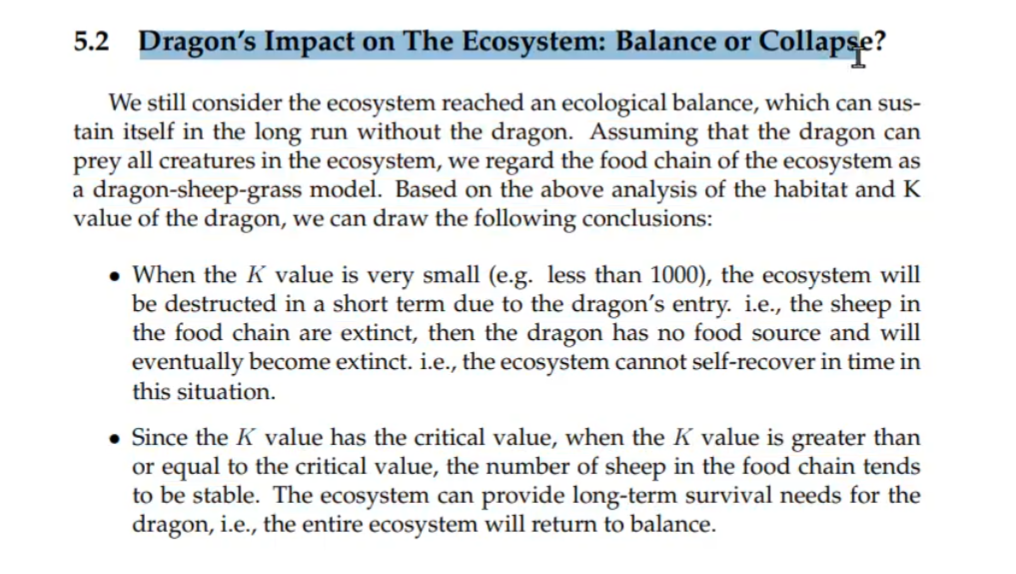 5.2 Dragon's Impact on The Ecosystem: Balance or Collapse?
We still consider the ecosystem reached an ecological balance, which can sus-
tain itself in the long run without the dragon. Assuming that the dragon can
prey all creatures in the ecosystem, we regard the food chain of the ecosystem as
a dragon-sheep-grass model. Based on the above analysis of the habitat and K
value of the dragon, we can draw the following conclusions:
• When the K value is very small (e.g. less than 1000), the ecosystem will
be destructed in a short term due to the dragon's entry. i.e., the sheep in
the food chain are extinct, then the dragon has no food source and will
eventually become extinct. i.e., the ecosystem cannot self-recover in time in
this situation.
• Since the K value has the critical value, when the K value is greater than
or equal to the critical value, the number of sheep in the food chain tends
to be stable. The ecosystem can provide long-term survival needs for the
dragon, i.e., the entire ecosystem will return to balance.